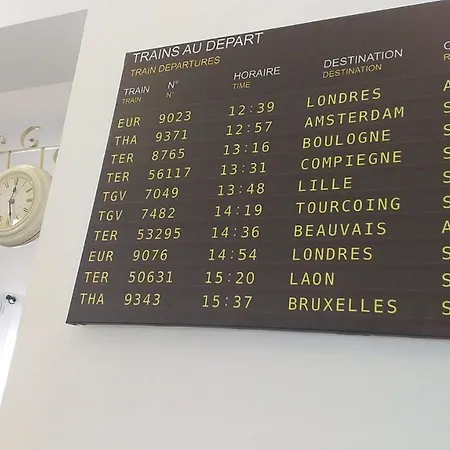 TRAINS AU DÉPART
TRAIN DEPARTURES
TRAIN N° HORAIRE DESTINATION
TRAIN N° TIME DESTINATION
EUR 9023 12:39 LONDRES
THA 9371 12:57 AMSTERDAM
TER 8765 13:16 BOULOGNE
TER 56117 13:31 COMPIEGNE
TGV 7049 13:48 LILLE
TGV 7482 14:19 TOURCOING
TER 53295 14:36 BEAUVAIS
EUR 9076 14:54 LONDRES
TER 50631 15:20 LAON
THA 9343 15:37 BRUXELLES